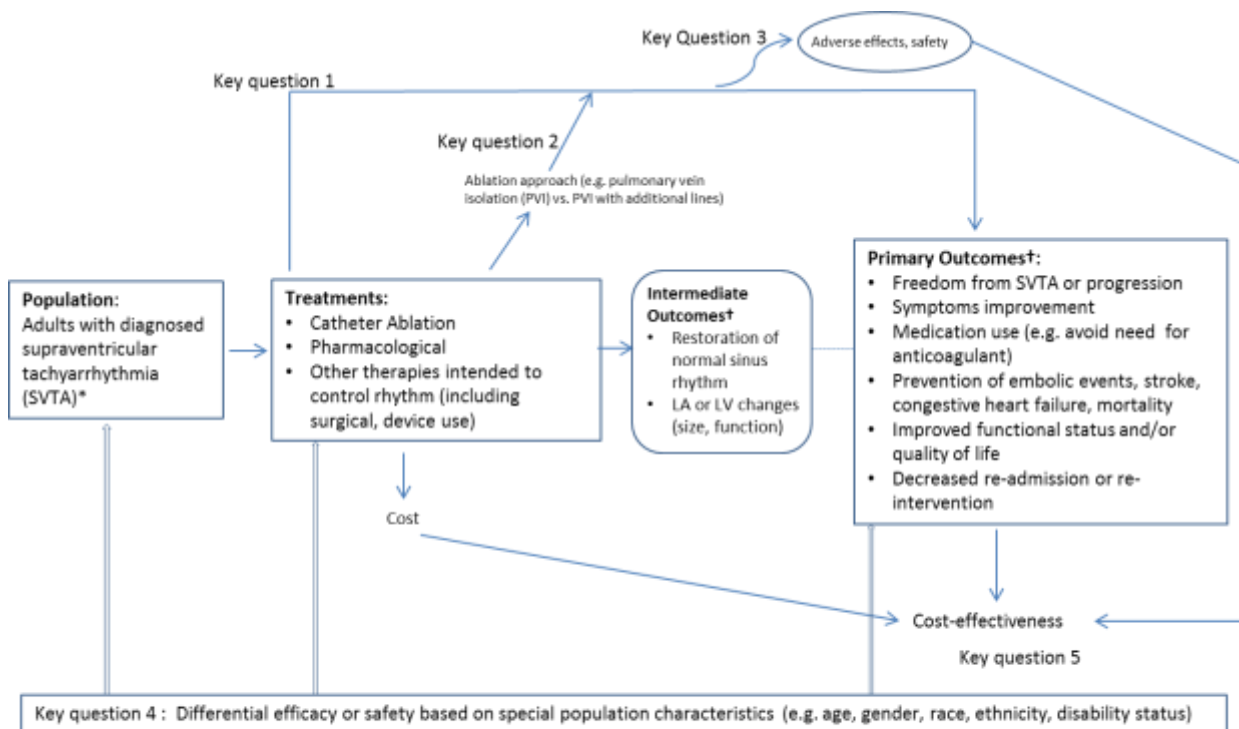 Key Question 3
Adverse effects, safety
Key question 1
Key question 2
Ablation approach (e.g. pulmonary vein
isolation (PVI) vs. PVI with additional lines)
Population:
Adults with diagnosed
supraventricular
tachyarrhythmia
(SVTA)*
Treatments:
• Catheter Ablation
• Pharmacological
• Other therapies intended to
control rhythm (including
surgical, device use)
Intermediate
Outcomes†
• Restoration of
normal sinus
rhythm
• LA or LV changes
(size, function)
Primary Outcomes†:
• Freedom from SVTA or progression
• Symptoms improvement
• Medication use (e.g. avoid need for
anticoagulant)
• Prevention of embolic events, stroke,
congestive heart failure, mortality
• Improved functional status and/or
quality of life
• Decreased re-admission or re-
intervention
Cost
Cost-effectiveness
Key question 5
Key question 4 : Differential efficacy or safety based on special population characteristics (e.g. age, gender, race, ethnicity, disability status)